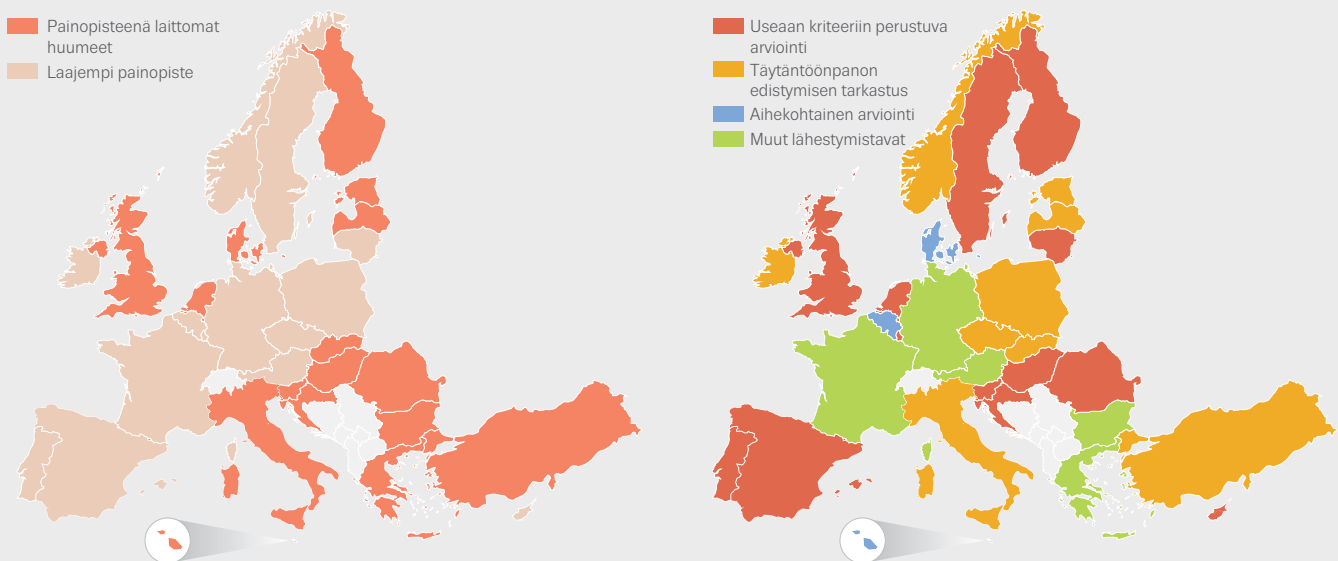 Painopisteenä laittomat
huumeet
Laajempi painopiste
Useaan kriteeriin perustuva
arviointi
Täytäntöönpanon
edistymisen tarkastus
Aihekohtainen arviointi
Muut lähestymistavat